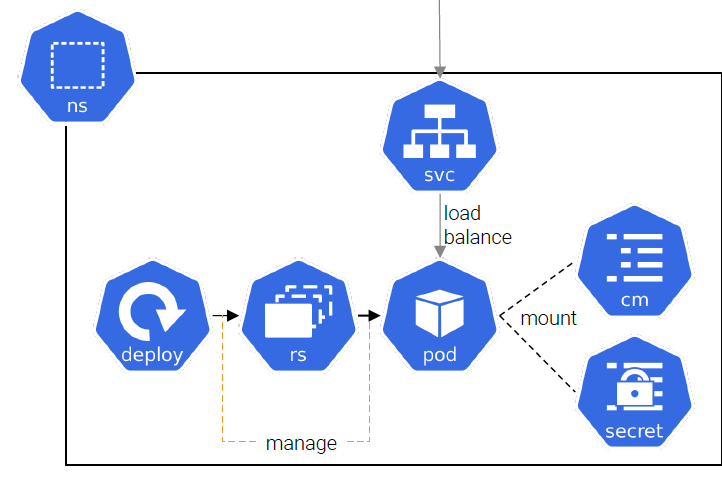 ns
svc
load
balance
deploy
rs
pod
mount
cm
secret
manage